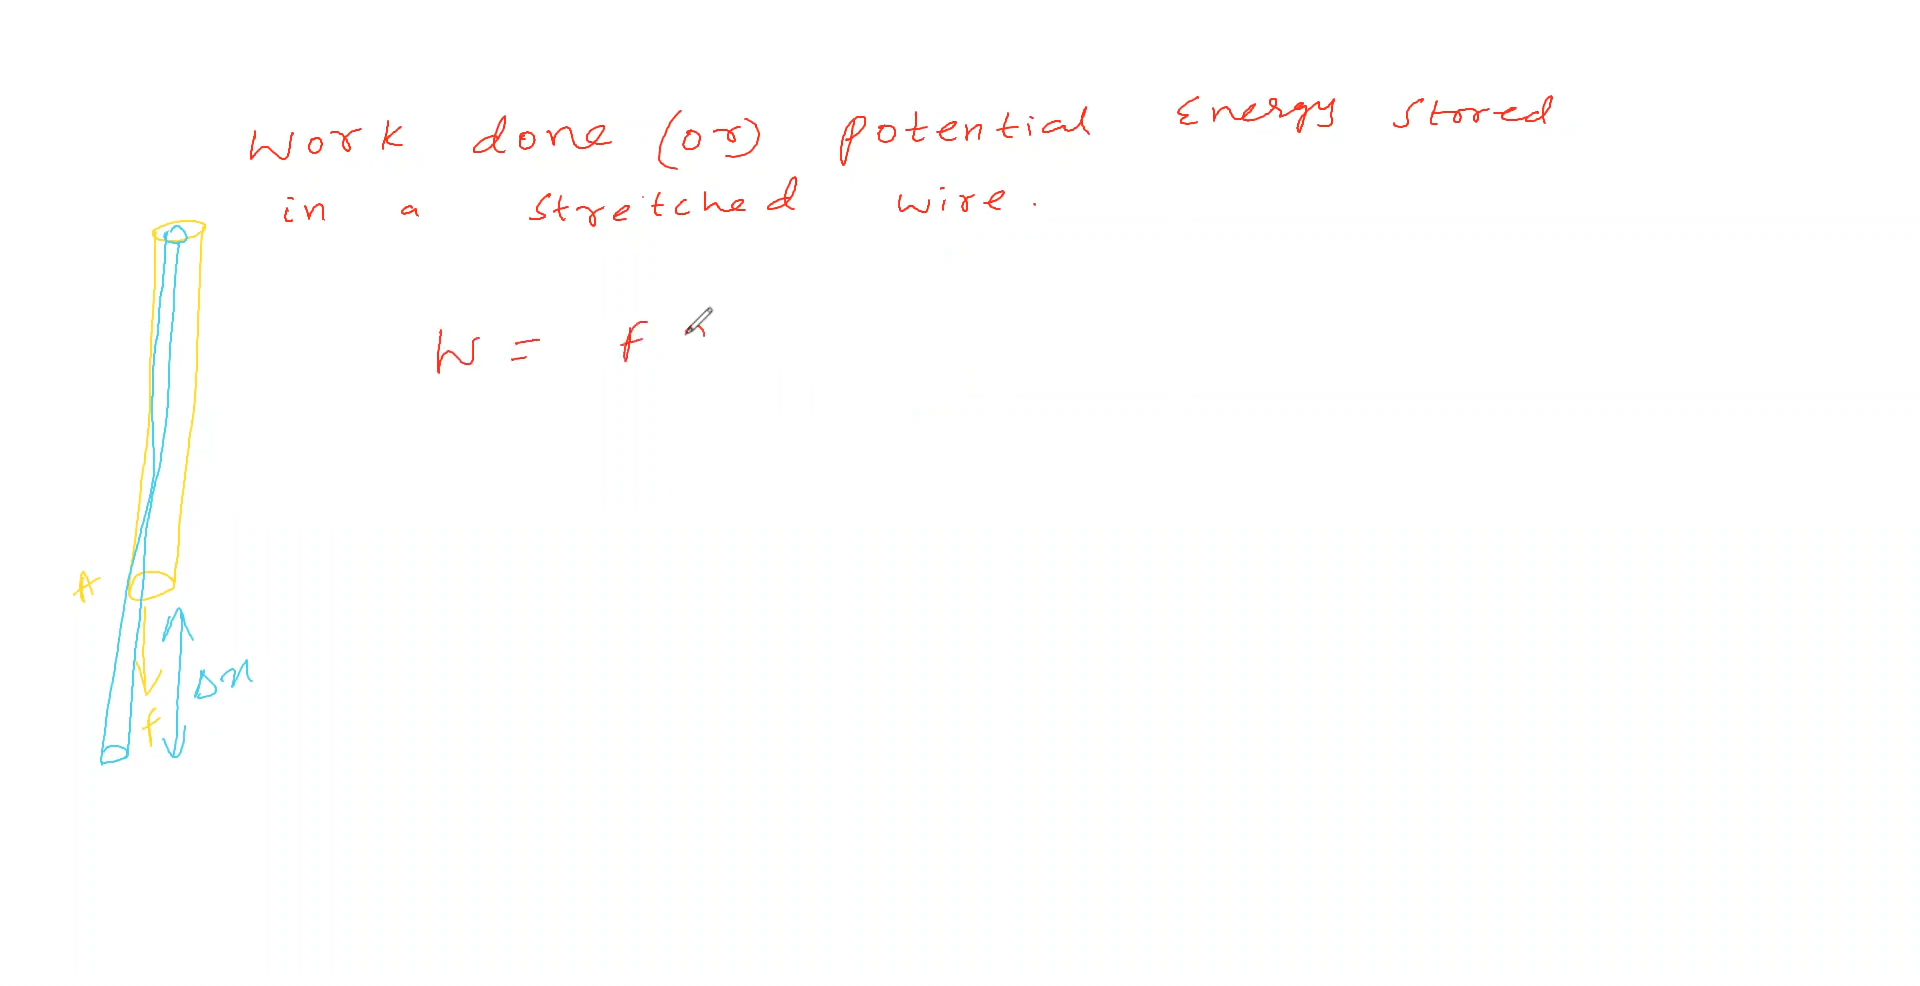 Work done (or) potential Energy stored
in a stretched wire.
W = F
A
Δx
F